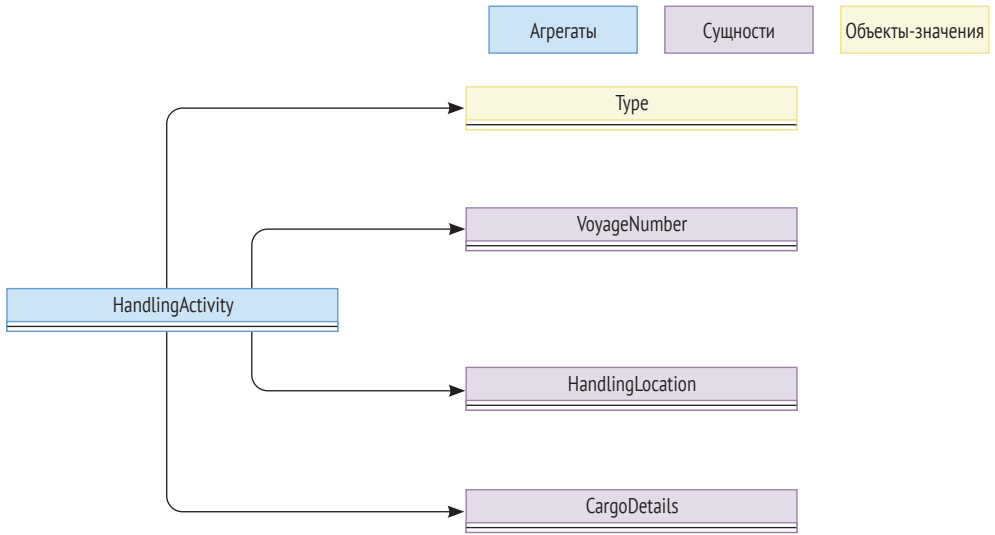 Агрегаты
Сущности
Объекты-значения
Type
VoyageNumber
HandlingActivity
HandlingLocation
CargoDetails